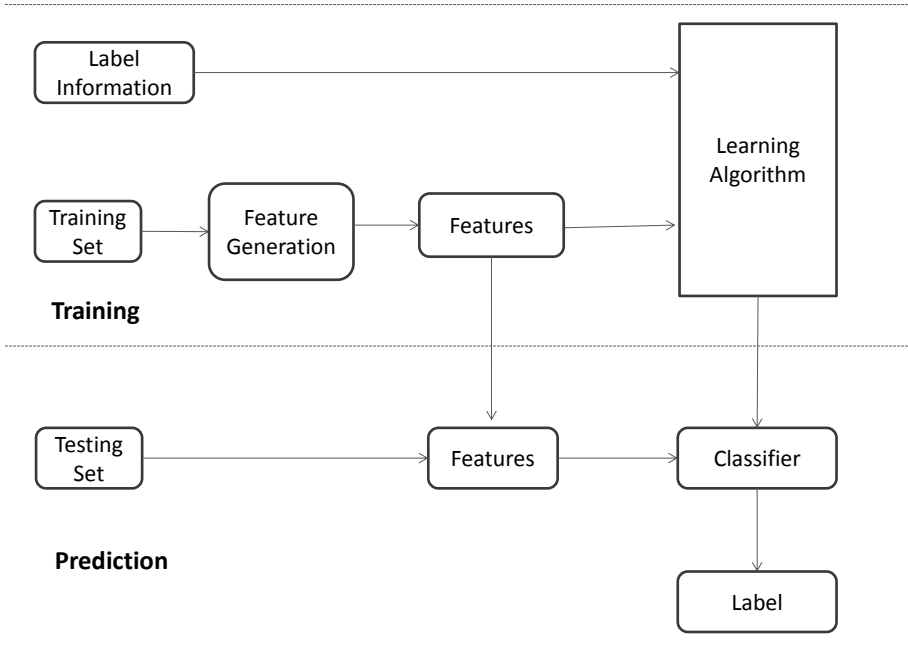 Label
Information
Learning
Algorithm
Training
Set
Feature
Generation
Features
Training
Testing
Set
Features
Classifier
Prediction
Label